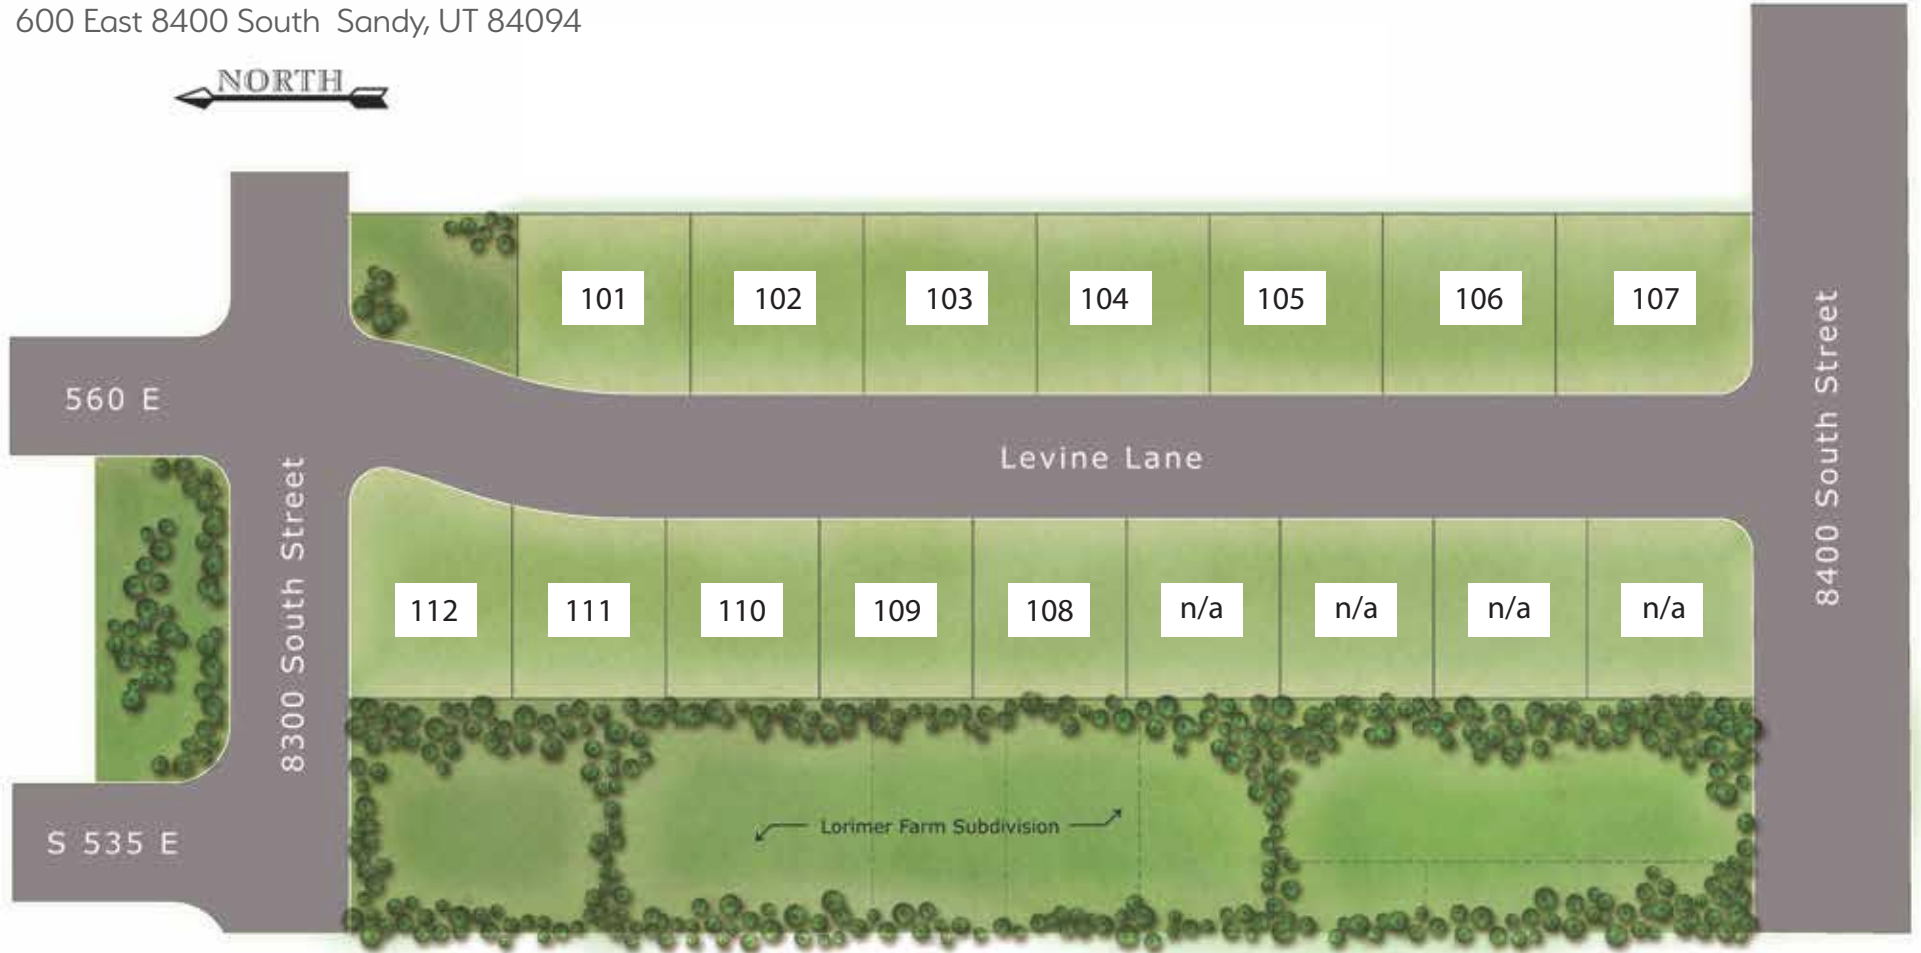 600 East 8400 South Sandy, UT 84094
NORTH
101
102
103
104
105
106
107
560 E
Levine Lane
8300 South Street
8400 South Street
112
111
110
109
108
n/a
n/a
n/a
n/a
Lorimer Farm Subdivision
S 535 E